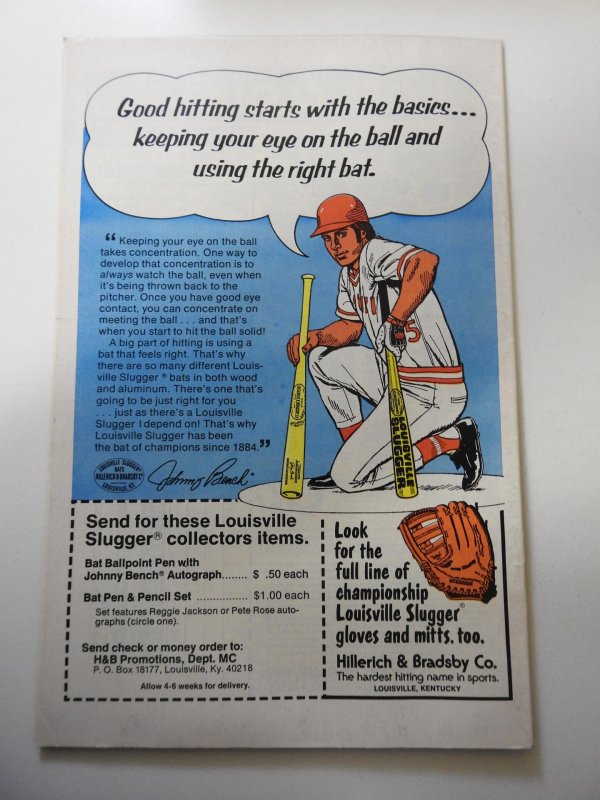 Good hitting starts with the basics...
keeping your eye on the ball and
using the right bat.
“ Keeping your eye on the ball
takes concentration. One way to
develop that concentration is to
always watch the ball, even when
it's being thrown back to the
pitcher. Once you have good eye
contact, you can concentrate on
meeting the ball . . . and that's
when you start to hit the ball solid!
A big part of hitting is using a
bat that feels right. That's why
there are so many different Louis-
ville Slugger ® bats in both wood
and aluminum. There's one that's
going to be just right for you
. . . just as there's a Louisville
Slugger I depend on! That's why
Louisville Slugger has been
the bat of champions since 1884.”
LOUISVILLE SLUGGER
BATS
HILLERICH & BRADSBY Co
LOUISVILLE, KY.
Johnny Bench
5
LOUISVILLE
SLUGGER
Send for these Louisville
Slugger® collectors items.
Bat Ballpoint Pen with
Johnny Bench® Autograph........ $ .50 each
Bat Pen & Pencil Set ................ $1.00 each
Set features Reggie Jackson or Pete Rose auto-
graphs (circle one).
Send check or money order to:
H&B Promotions, Dept. MC
P. O. Box 18177, Louisville, Ky. 40218
Allow 4-6 weeks for delivery.
Look
for the
full line of
championship
Louisville Slugger®
gloves and mitts, too.
Hillerich & Bradsby Co.
The hardest hitting name in sports.
LOUISVILLE, KENTUCKY